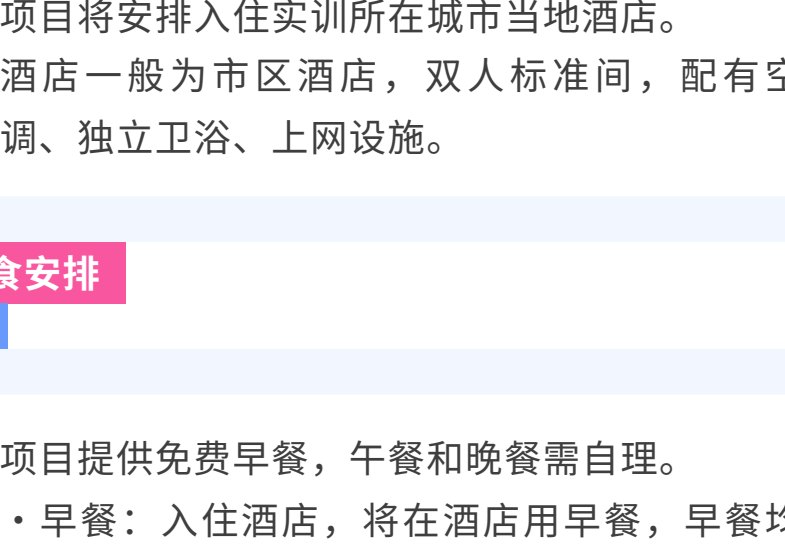 项目将安排入住实训所在城市当地酒店。
酒店一般为市区酒店，双人标准间，配有空
调、独立卫浴、上网设施。
食安排
项目提供免费早餐，午餐和晚餐需自理。
·早餐：入住酒店，将在酒店用早餐，早餐均